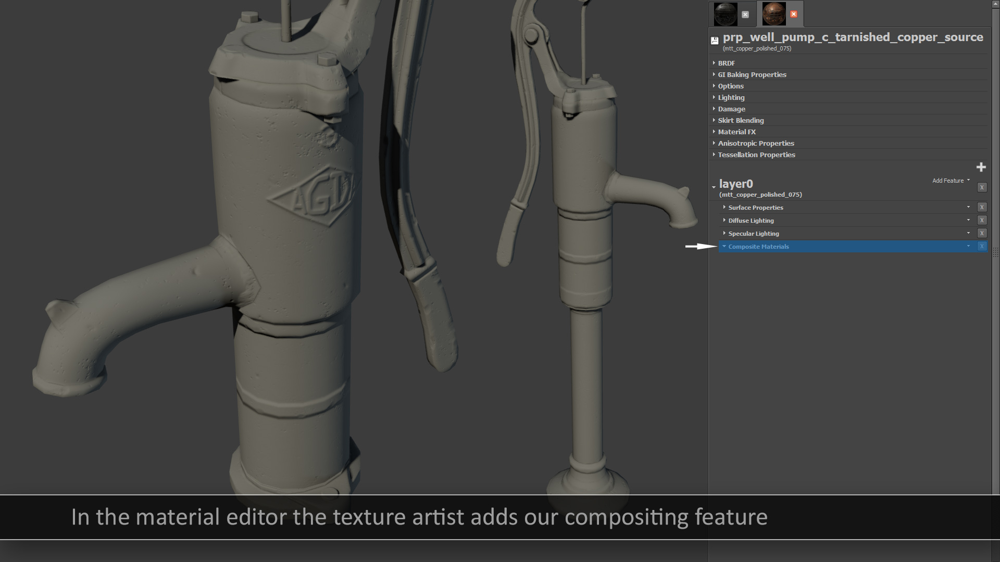 prp_well_pump_c_tarnished_copper_source
(mtt_copper_polished_075)
BRDF
GI Baking Properties
Options
Lighting
Damage
Skirt Blending
Material FX
Anisotropic Properties
Tessellation Properties
Add Feature
layer0
X
(mtt_copper_polished_075)
Surface Properties X
Diffuse Lighting X
Specular Lighting X
Composite Materials X
AGD
In the material editor the texture artist adds our compositing feature